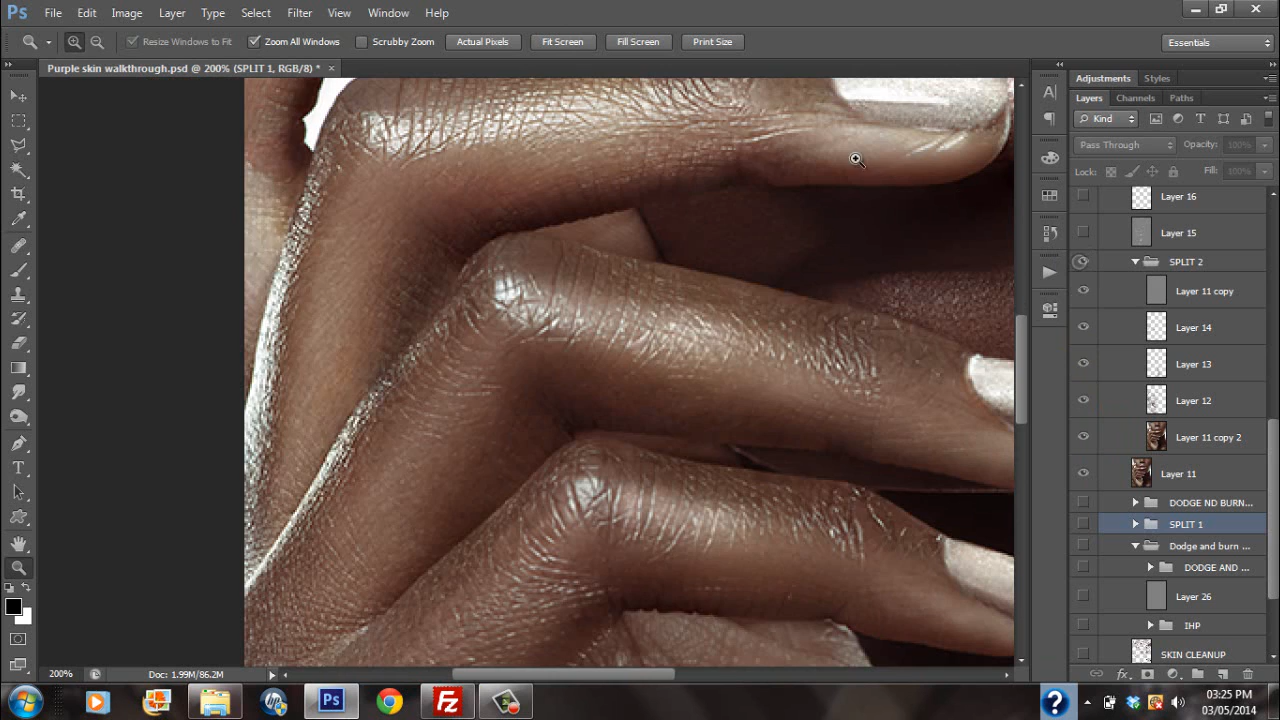 Ps File Edit Image Layer Type Select Filter View Window Help
Resize Windows to Fit Zoom All Windows Scrubby Zoom Actual Pixels Fit Screen Fill Screen Print Size Essentials
Purple skin walkthrough.psd @ 200% (SPLIT 1, RGB/8) * ×
Adjustments Styles
Layers Channels Paths
Kind
Pass Through Opacity: 100%
Lock: Fill: 100%
Layer 16
Layer 15
SPLIT 2
Layer 11 copy
Layer 14
Layer 13
Layer 12
Layer 11 copy 2
Layer 11
DODGE ND BURN...
SPLIT 1
Dodge and burn ...
DODGE AND ...
Layer 26
IHP
SKIN CLEANUP
200% Doc: 1.99M/86.2M
hp Ps Fz ? 03:25 PM
03/05/2014